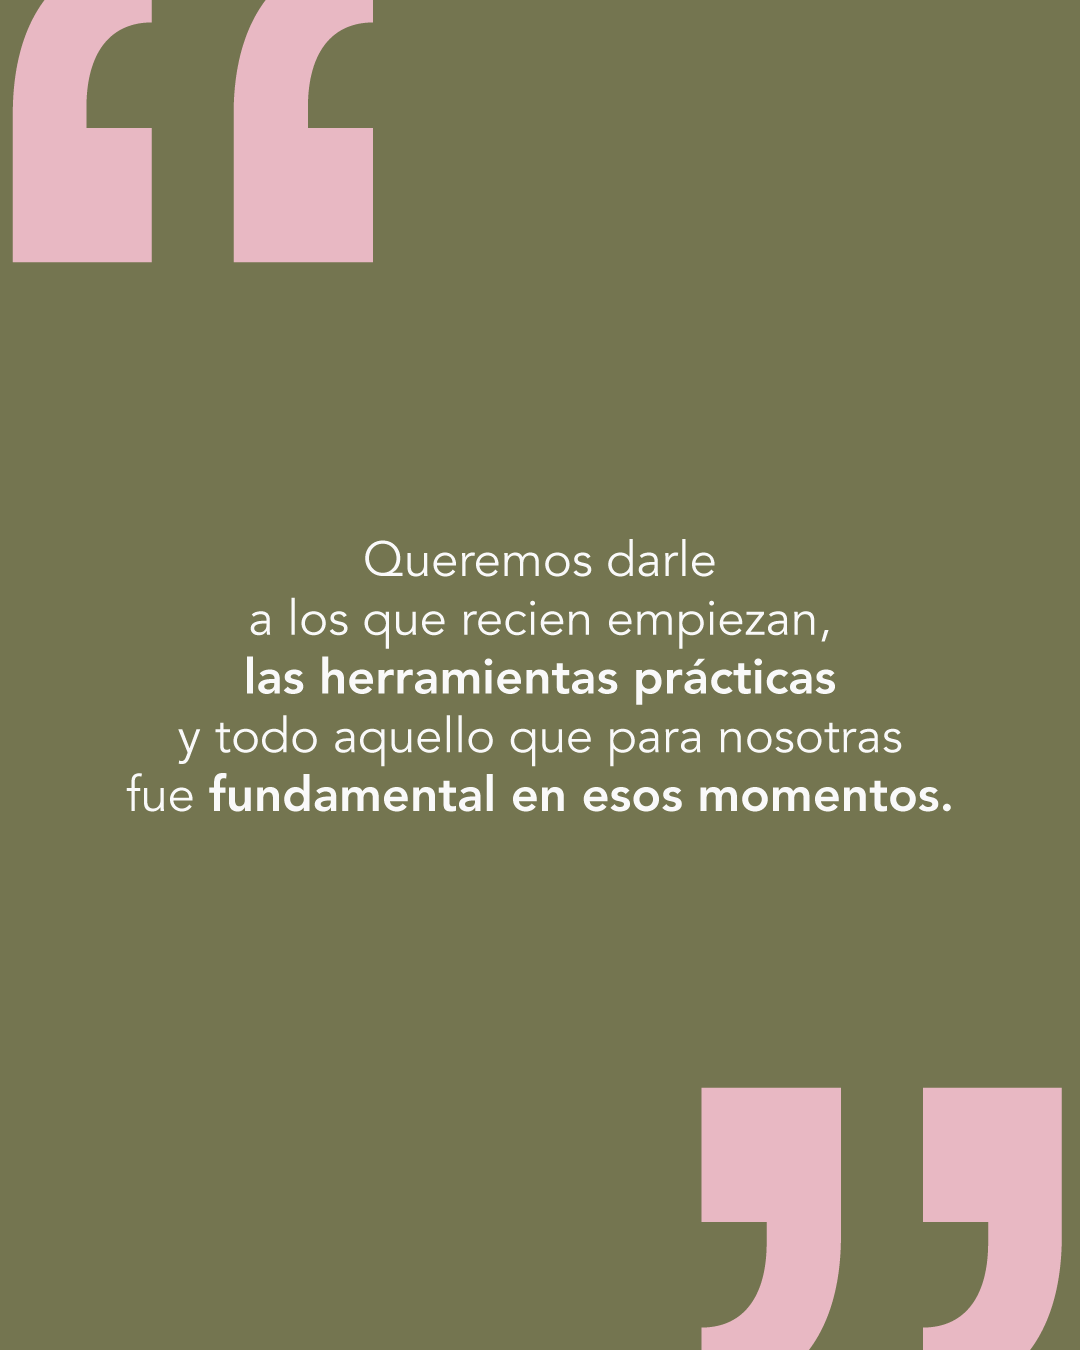 Queremos darle
a los que recien empiezan,
las herramientas prácticas
y todo aquello que para nosotras
fue fundamental en esos momentos.